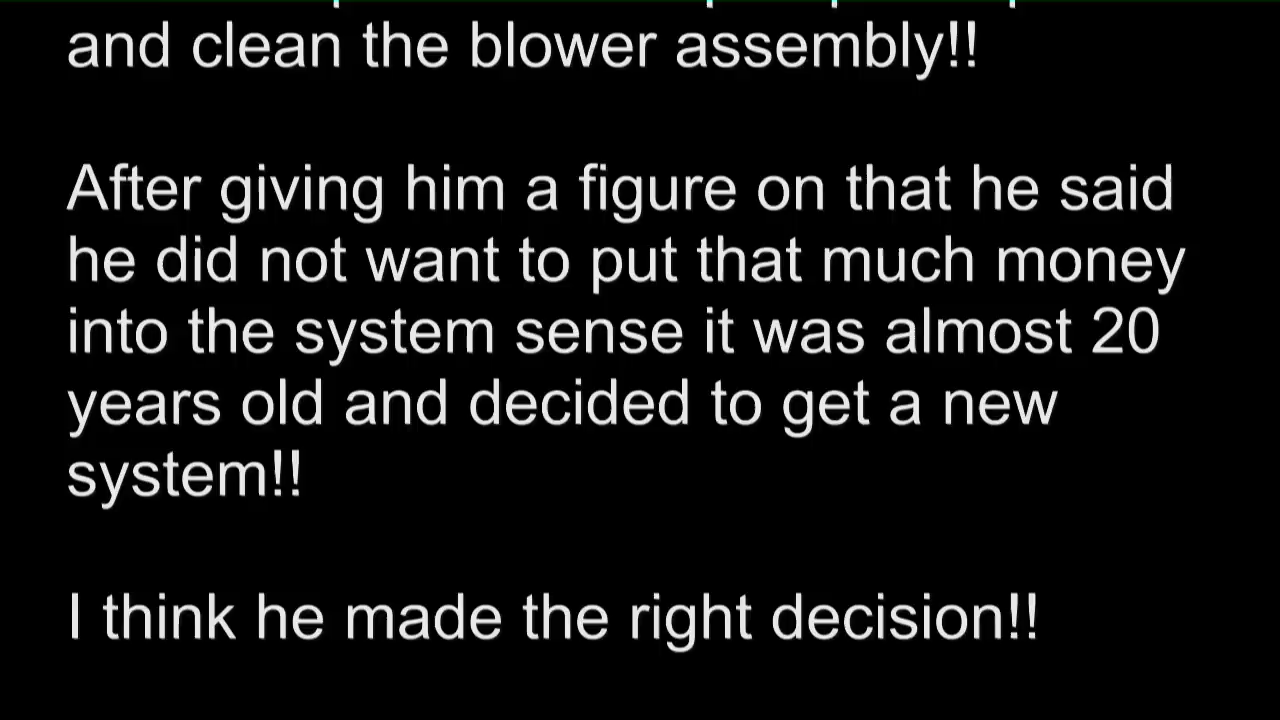 and clean the blower assembly!!
After giving him a figure on that he said
he did not want to put that much money
into the system sense it was almost 20
years old and decided to get a new
system!!
I think he made the right decision!!